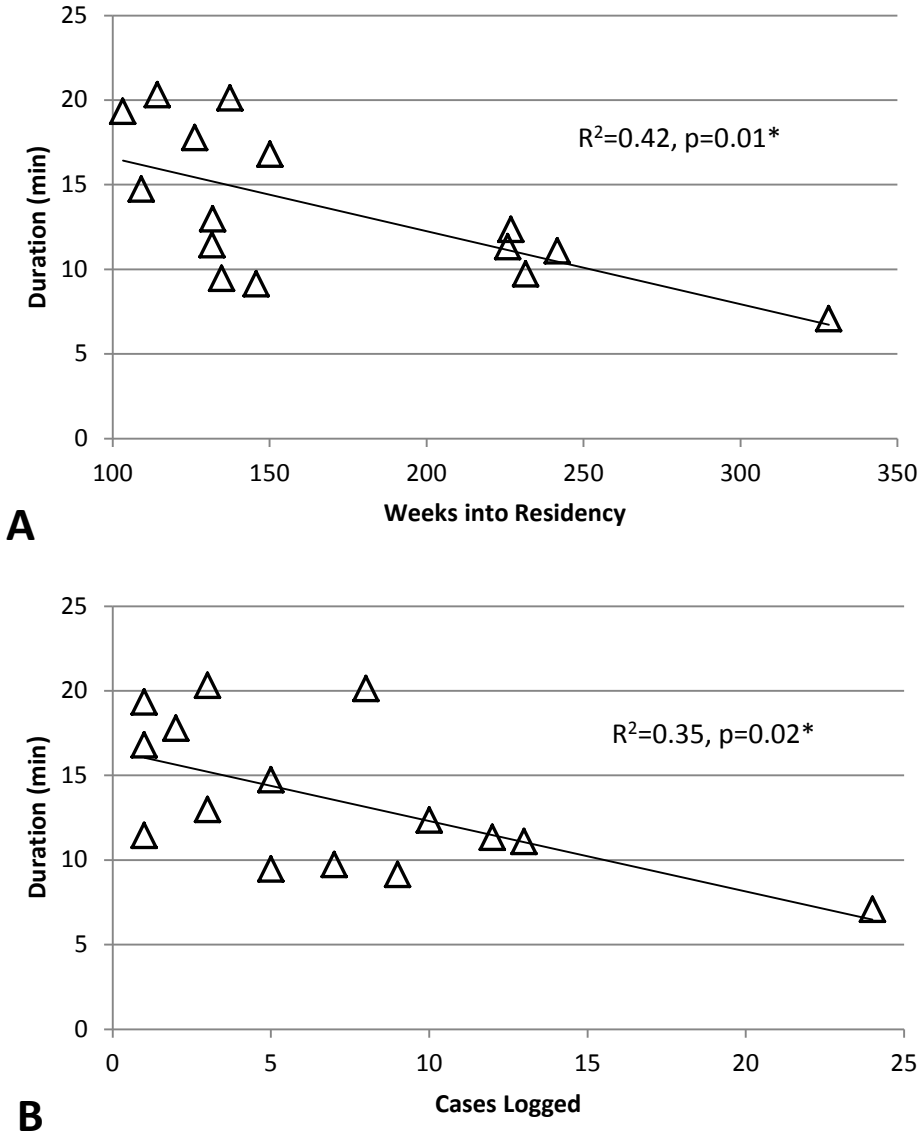 25
20
15
10
5
0
Duration (min)
R²=0.42, p=0.01*
100 150 200 250 300 350
Weeks into Residency
A
25
20
15
10
5
0
Duration (min)
R²=0.35, p=0.02*
0 5 10 15 20 25
Cases Logged
B